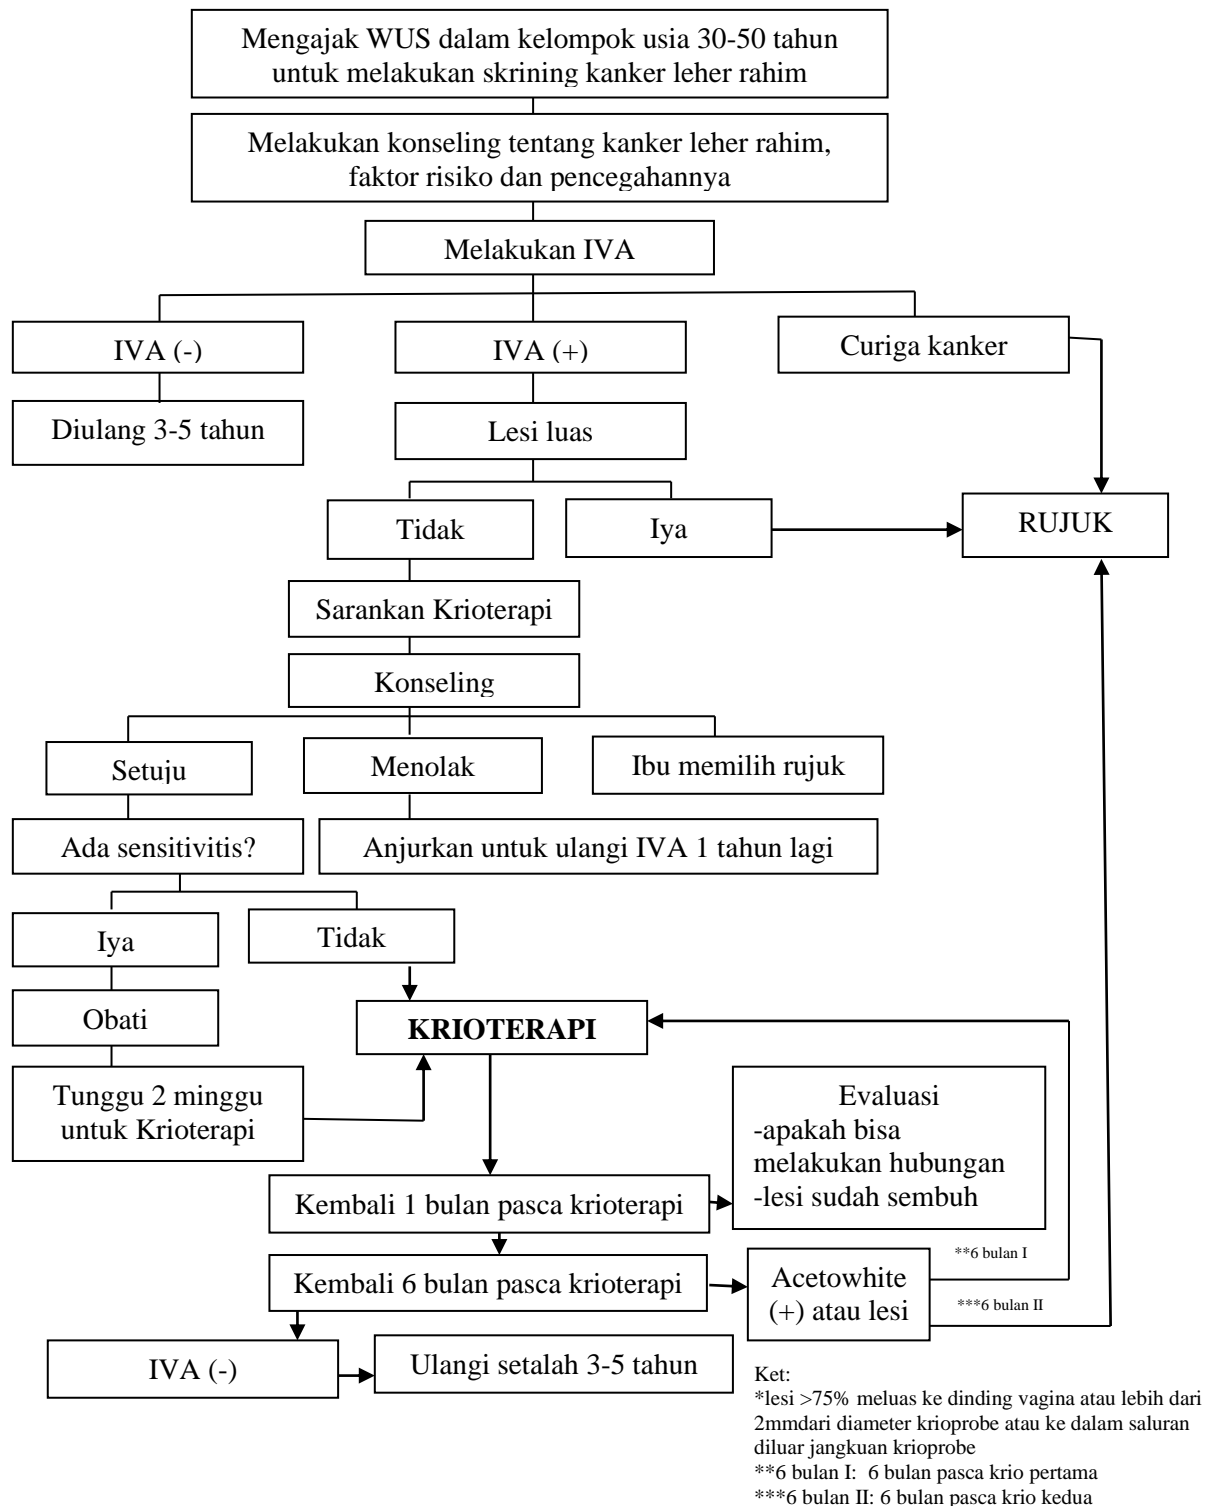 Mengajak WUS dalam kelompok usia 30-50 tahun
untuk melakukan skrining kanker leher rahim
Melakukan konseling tentang kanker leher rahim,
faktor risiko dan pencegahannya
Melakukan IVA
IVA (-)
IVA (+)
Curiga kanker
Diulang 3-5 tahun
Lesi luas
Tidak
Iya
RUJUK
Sarankan Krioterapi
Konseling
Setuju
Menolak
Ibu memilih rujuk
Ada sensitivitis?
Anjurkan untuk ulangi IVA 1 tahun lagi
Iya
Tidak
Obati
KRIOTERAPI
Tunggu 2 minggu
untuk Krioterapi
Evaluasi
-apakah bisa
melakukan hubungan
-lesi sudah sembuh
Kembali 1 bulan pasca krioterapi
Kembali 6 bulan pasca krioterapi
Acetowhite
(+) atau lesi
**6 bulan I
***6 bulan II
IVA (-)
Ulangi setalah 3-5 tahun
Ket:
*lesi >75% meluas ke dinding vagina atau lebih dari
2mmdari diameter krioprobe atau ke dalam saluran
diluar jangkuan krioprobe
**6 bulan I: 6 bulan pasca krio pertama
***6 bulan II: 6 bulan pasca krio kedua